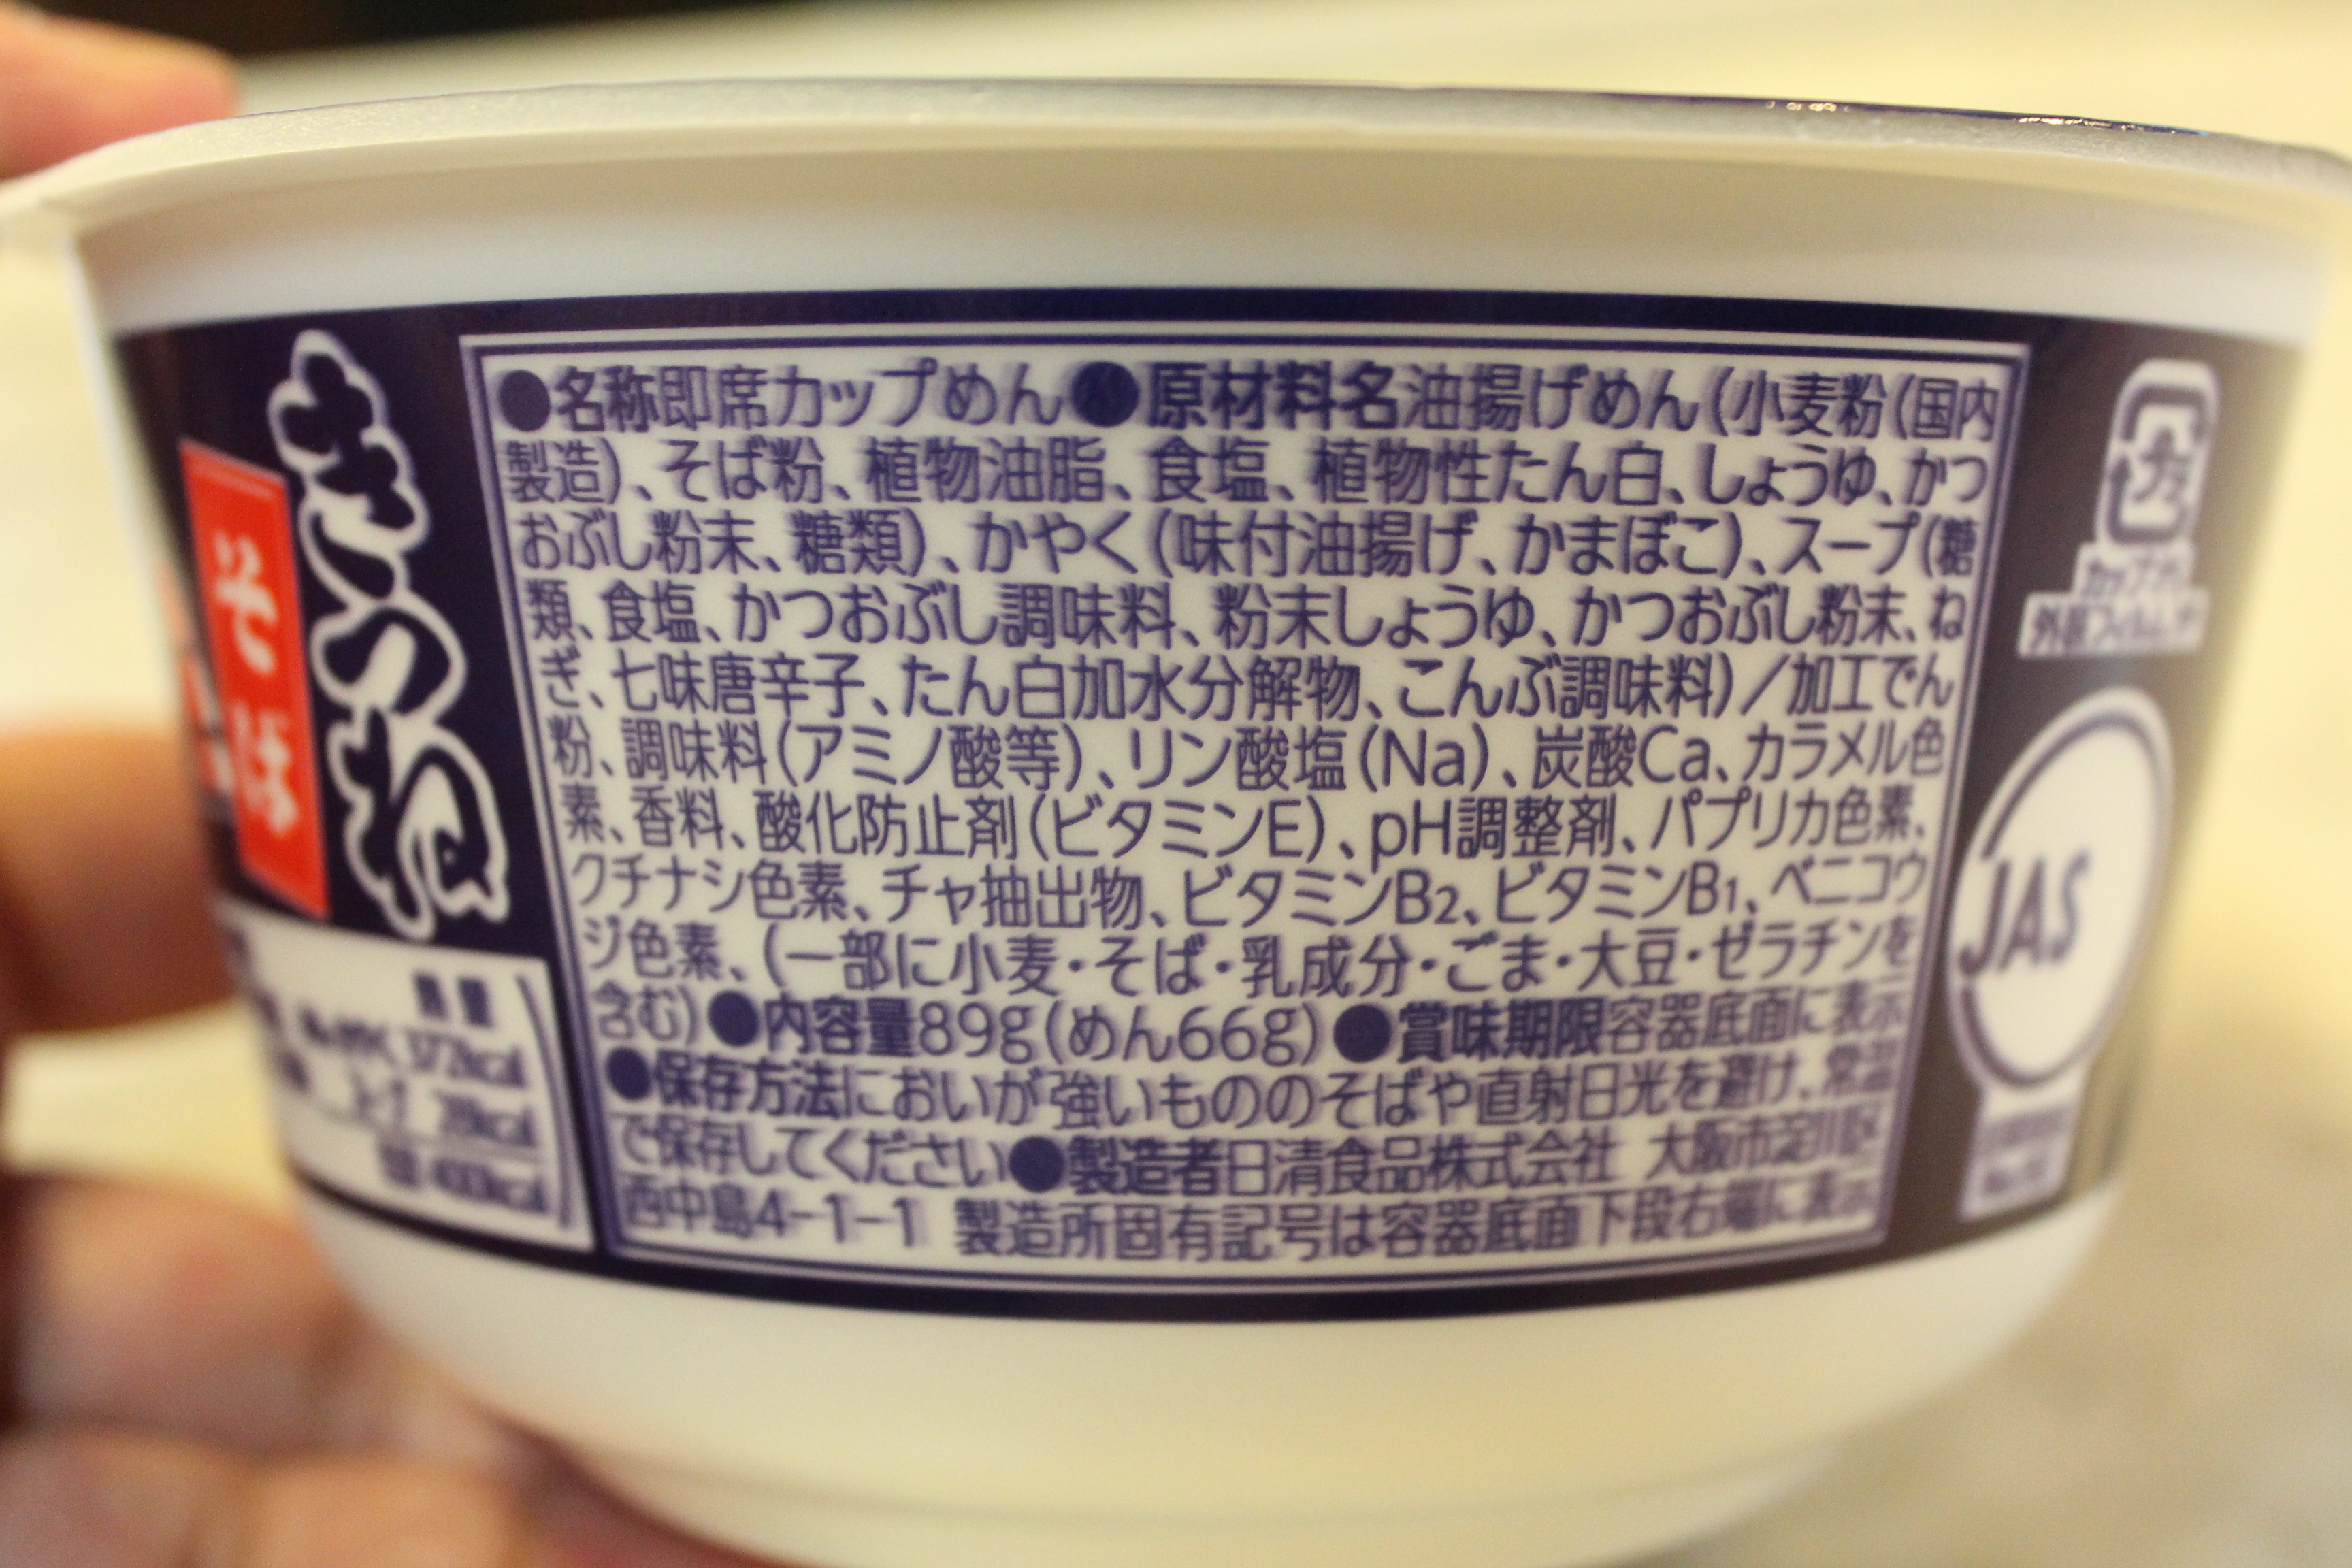 きつね
そば
●名称即席カップめん●原材料名油揚げめん(小麦粉(国内
製造)、そば粉、植物油脂、食塩、植物性たん白、しょうゆ、かつ
おぶし粉末、糖類)、かやく(味付油揚げ、かまぼこ)、スープ(糖
類、食塩、かつおぶし調味料、粉末しょうゆ、かつおぶし粉末、ね
ぎ、七味唐辛子、たん白加水分解物、こんぶ調味料)/加工でん
粉、調味料(アミノ酸等)、リン酸塩(Na)、炭酸Ca、カラメル色
素、香料、酸化防止剤(ビタミンE)、pH調整剤、パプリカ色素、
クチナシ色素、チャ抽出物、ビタミンB2、ビタミンB1、ベニコウ
ジ色素、(一部に小麦・そば・乳成分・ごま・大豆・ゼラチンを
含む)●内容量89g(めん66g)●賞味期限容器底面に表示
●保存方法においが強いもののそばや直射日光を避け、常温
で保存してください●製造者日清食品株式会社 大阪市淀川区
西中島4-1-1 製造所固有記号は容器底面下段右端に表示
熱量
372kcal
28kcal
400kcal
カップ
外装フィルム
JAS